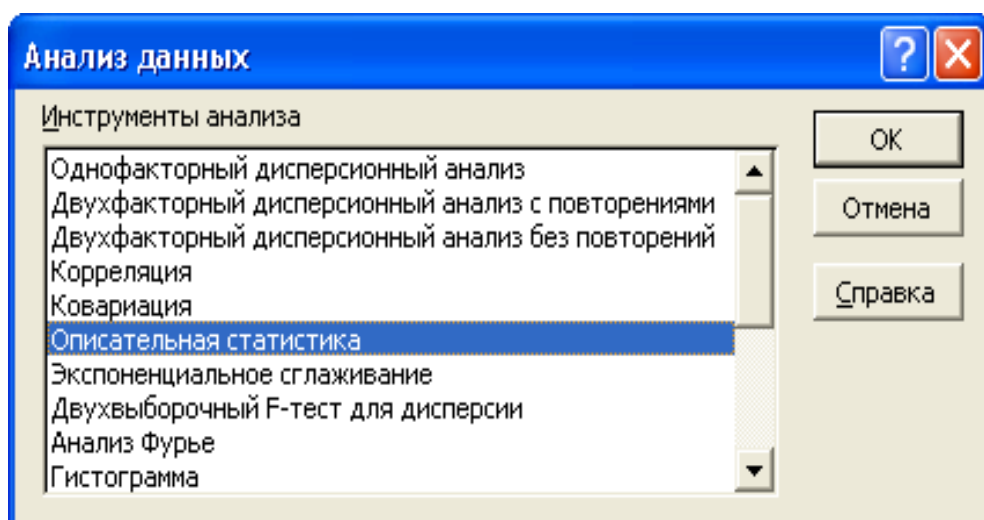 Анализ данных
Инструменты анализа
Однофакторный дисперсионный анализ
Двухфакторный дисперсионный анализ с повторениями
Двухфакторный дисперсионный анализ без повторений
Корреляция
Ковариация
Описательная статистика
Экспоненциальное сглаживание
Двухвыборочный F-тест для дисперсии
Анализ Фурье
Гистограмма
ОК
Отмена
Справка